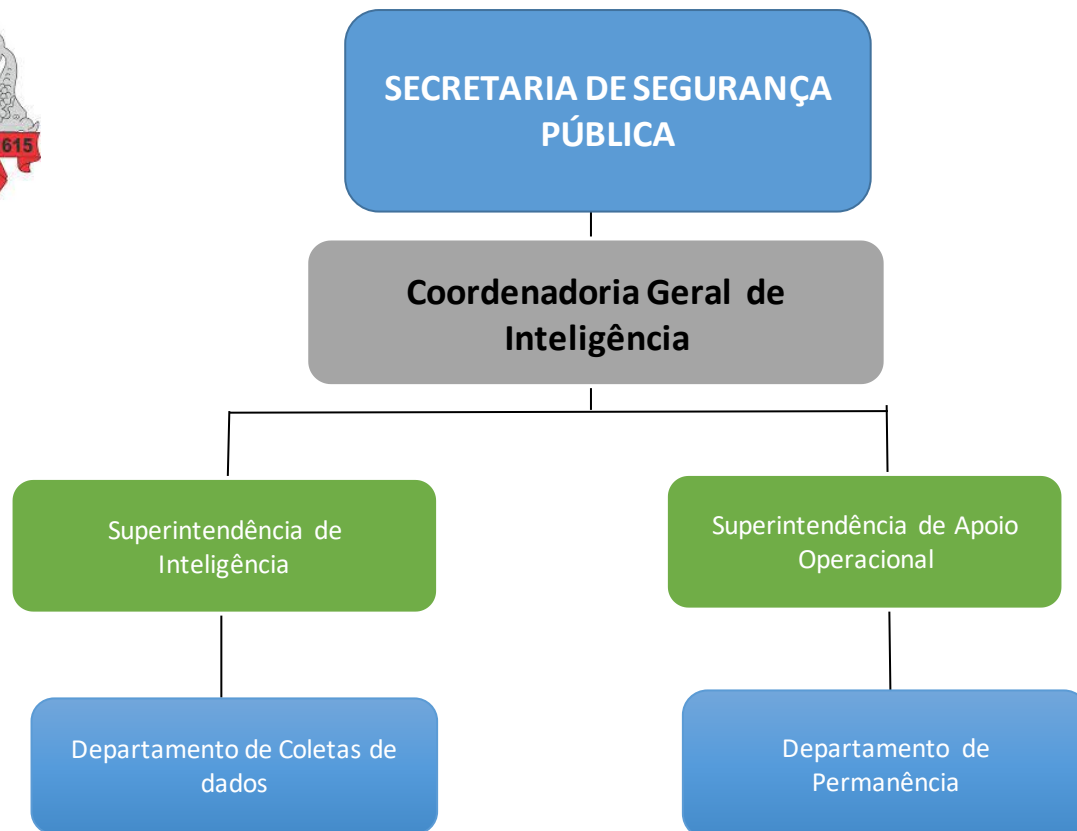 615
SECRETARIA DE SEGURANÇA
PÚBLICA
Coordenadoria Geral de
Inteligência
Superintendência de
Inteligência
Superintendência de Apoio
Operacional
Departamento de Coletas de
dados
Departamento de
Permanência